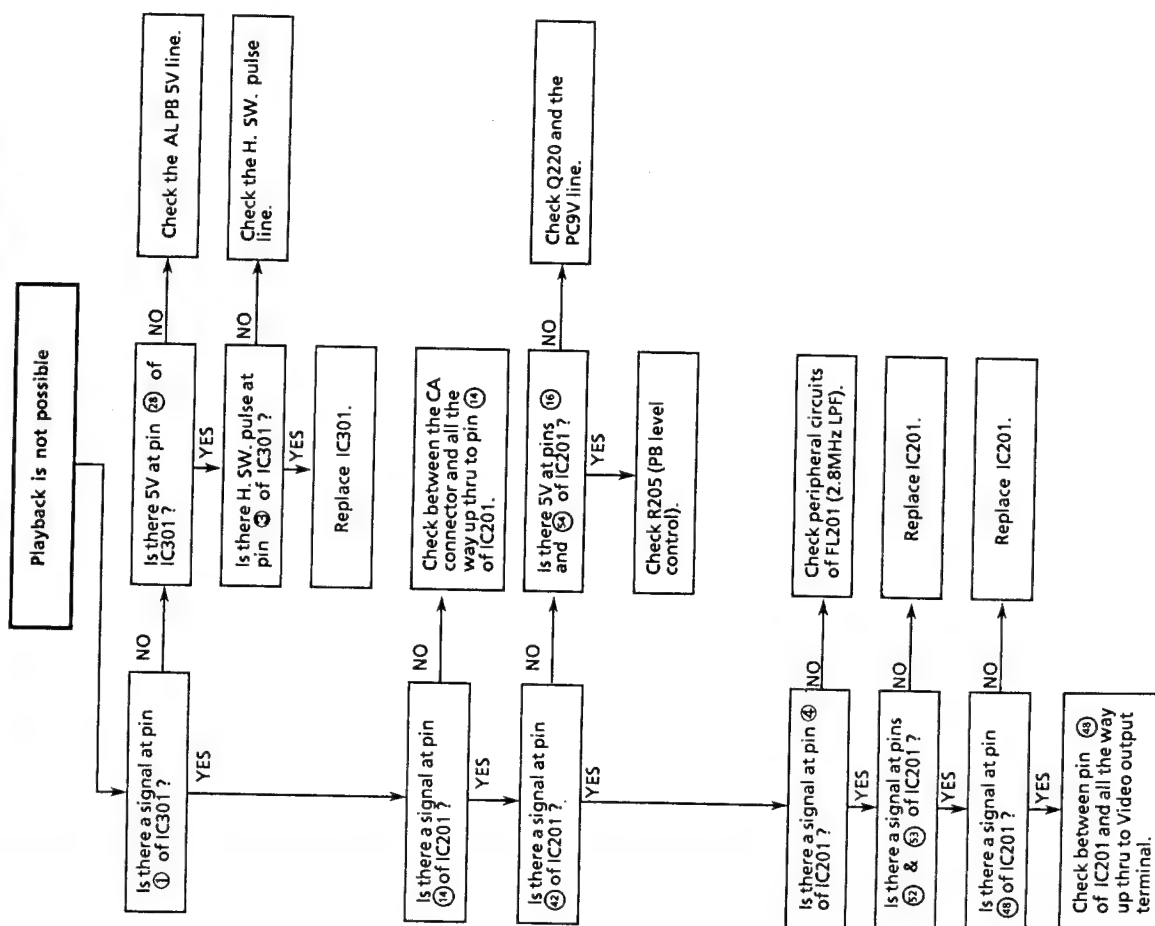 Playback is not possible
Is there a signal at pin
① of IC301 ?
NO
YES
Is there 5V at pin ㉘ of
IC301 ?
NO
YES
Check the AL PB 5V line.
Is there H. SW. pulse at
pin ③ of IC301 ?
NO
YES
Check the H. SW. pulse
line.
Replace IC301.
Is there a signal at pin
⑭ of IC201 ?
NO
YES
Check between the CA
connector and all the
way up thru to pin ⑭
of IC201.
Is there a signal at pin
㊷ of IC201 ?
NO
YES
Is there 5V at pins ⑯
and 54 of IC201 ?
NO
YES
Check Q220 and the
PC9V line.
Check R205 (PB level
control).
Is there a signal at pin ④
of IC201 ?
NO
YES
Check peripheral circuits
of FL201 (2.8MHz LPF).
Is there a signal at pins
52 & 53 of IC201 ?
NO
YES
Replace IC201.
Is there a signal at pin
㊽ of IC201 ?
NO
YES
Replace IC201.
Check between pin ㊽
of IC201 and all the way
up thru to Video output
terminal.